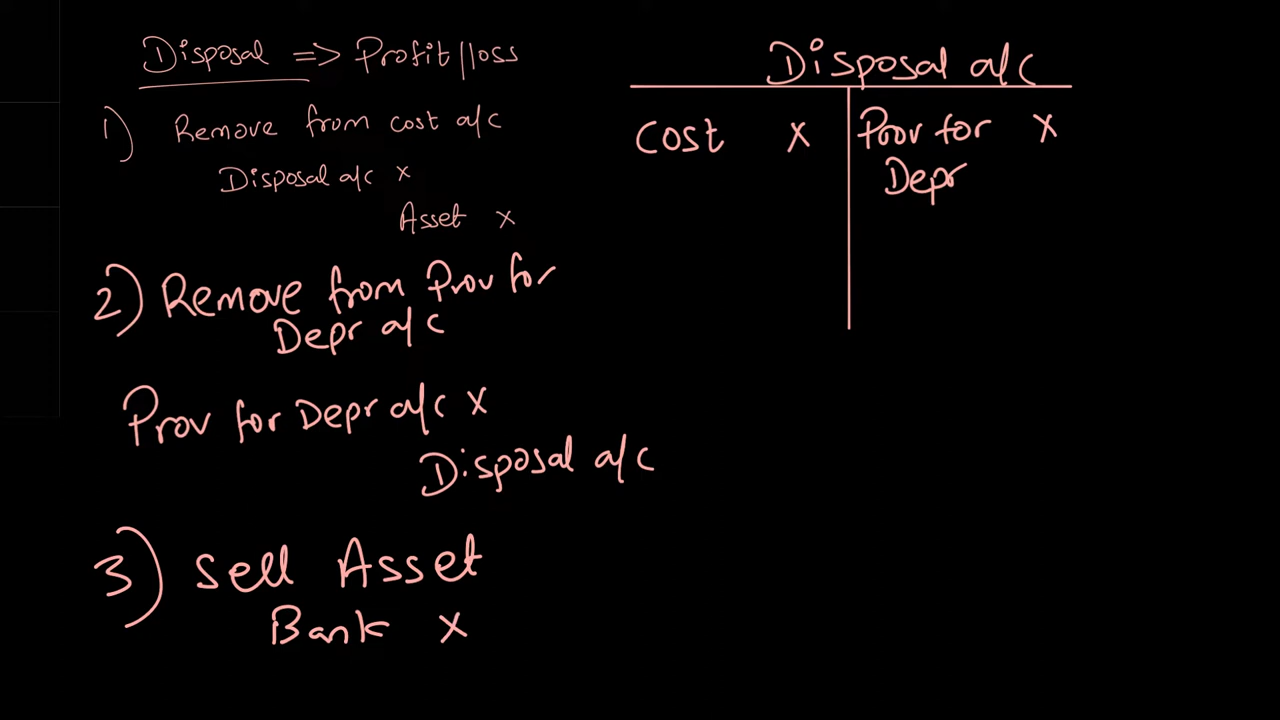 Disposal => Profit/loss
1) Remove from cost a/c
Disposal a/c x
Asset x
2) Remove from Prov for
Depr a/c
Prov for Depr a/c x
Disposal a/c
3) Sell Asset
Bank x
Disposal a/c
Cost x
Prov for x
Depr